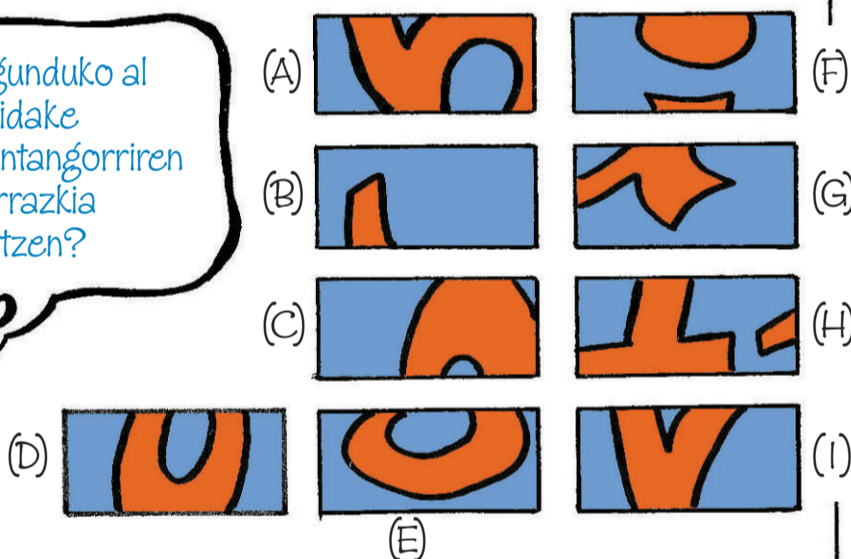 gunduko al
idake
ntangorriren
rrazkia
tzen?
(A)
(F)
(B)
(G)
(C)
(H)
(D)
(E)
(I)